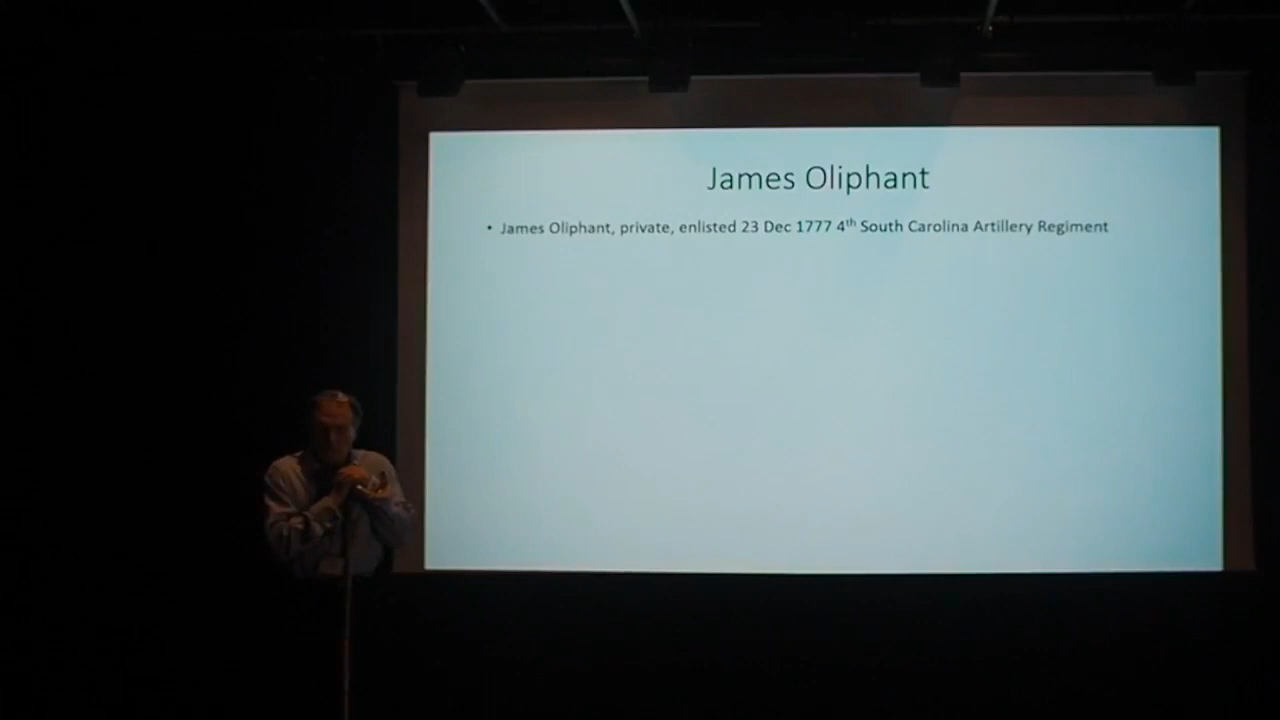 James Oliphant
• James Oliphant, private, enlisted 23 Dec 1777 4th South Carolina Artillery Regiment